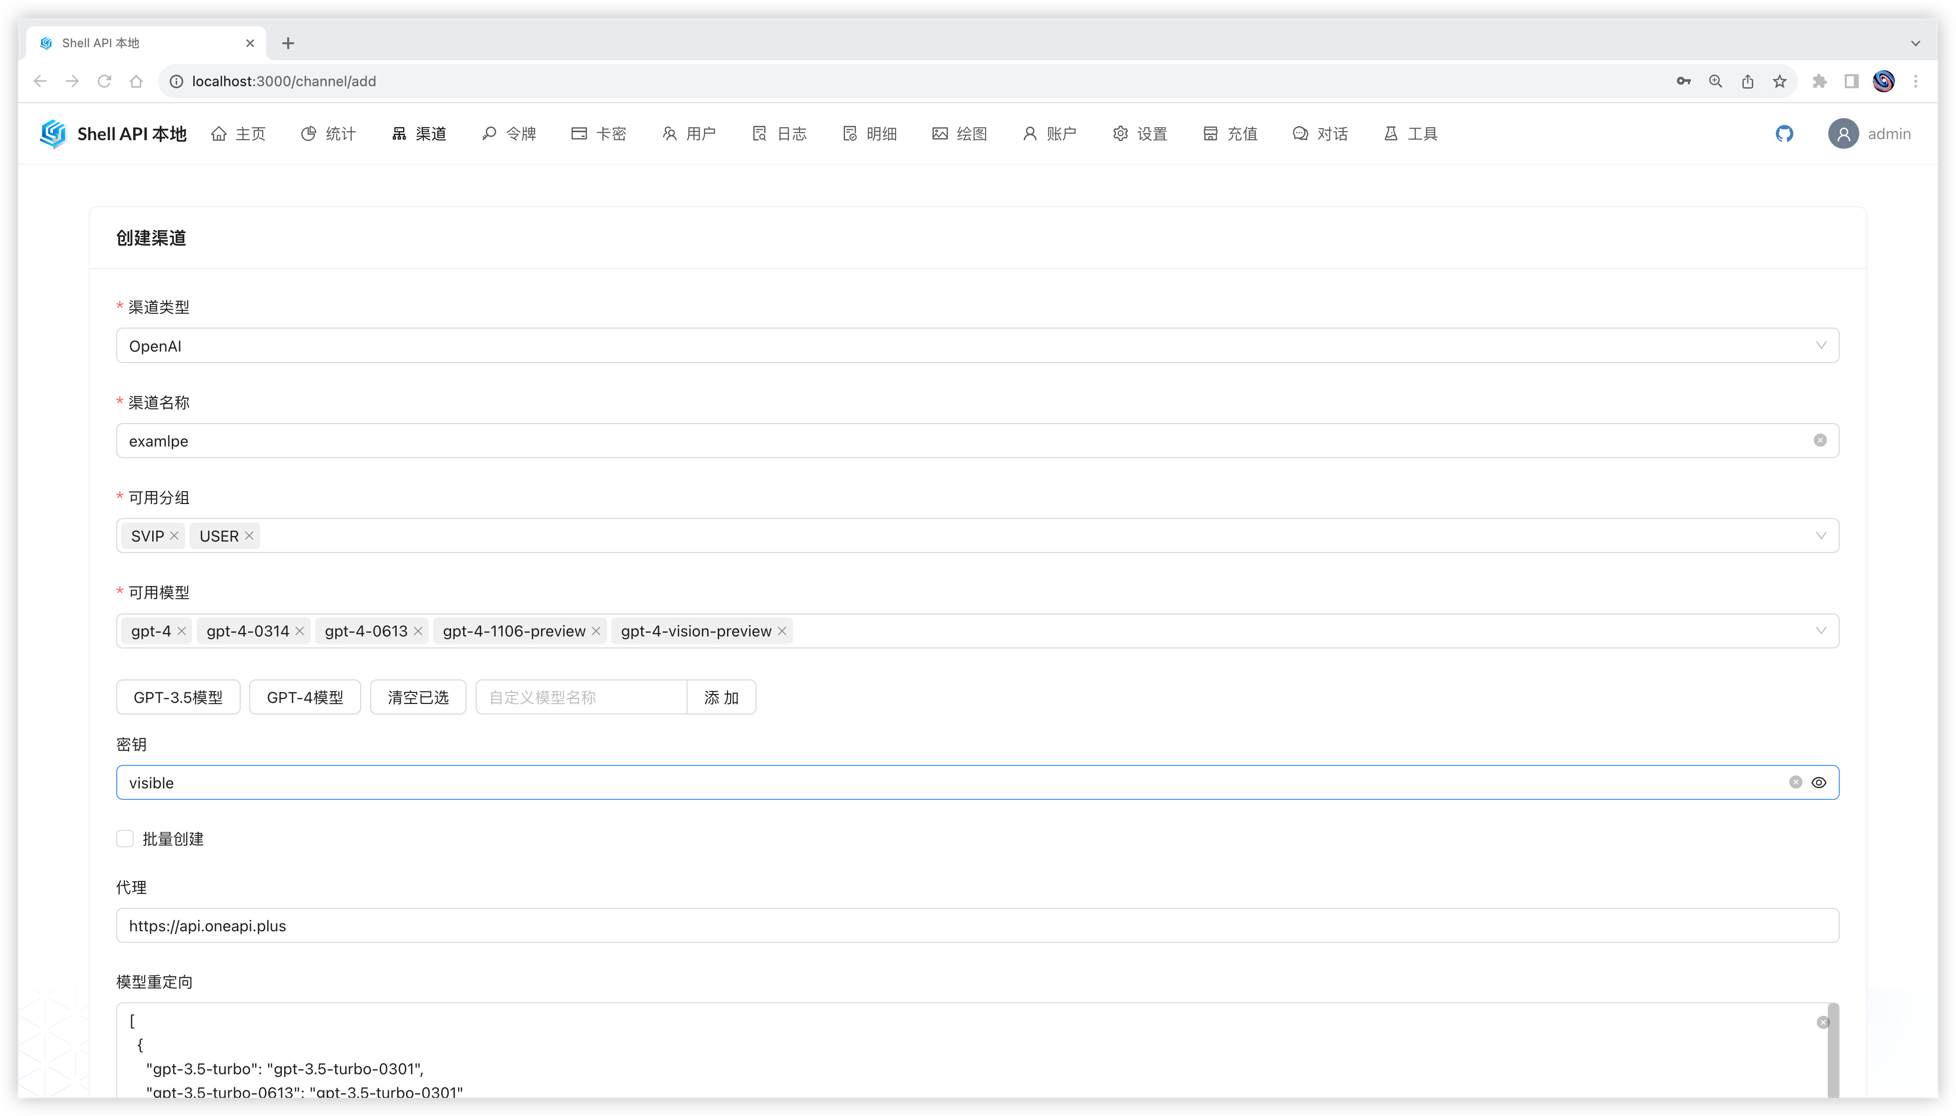 Shell API 本地
localhost:3000/channel/add
Shell API 本地 主页 统计 渠道 令牌 卡密 用户 日志 明细 绘图 账户 设置 充值 对话 工具 admin
创建渠道
* 渠道类型
OpenAI
* 渠道名称
examlpe
* 可用分组
SVIP USER
* 可用模型
gpt-4 gpt-4-0314 gpt-4-0613 gpt-4-1106-preview gpt-4-vision-preview
GPT-3.5模型 GPT-4模型 清空已选 自定义模型名称 添 加
密钥
visible
批量创建
代理
https://api.oneapi.plus
模型重定向
[
{
"gpt-3.5-turbo": "gpt-3.5-turbo-0301",
"gpt-3.5-turbo-0613": "gpt-3.5-turbo-0301"